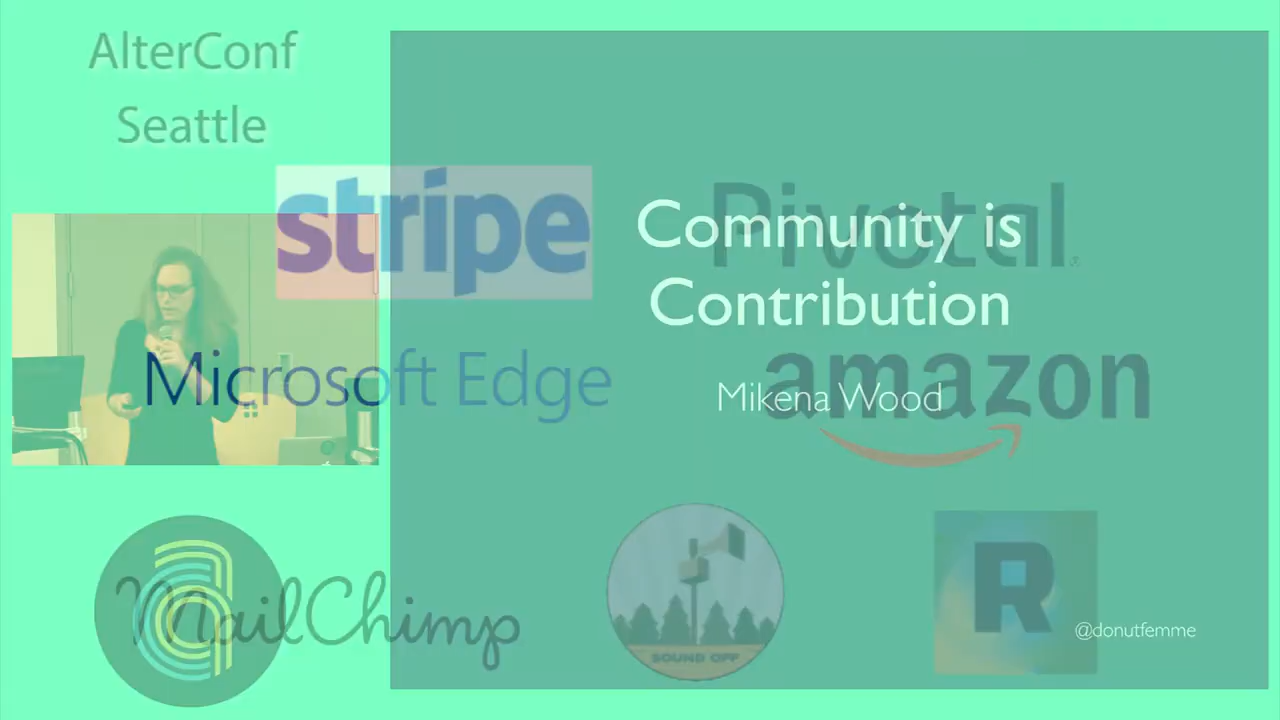 AlterConf
Seattle
stripe
Pivotal
Community is
Contribution
Microsoft Edge
amazon
Mikena Wood
MailChimp
SOUND OFF
R
@donutfemme